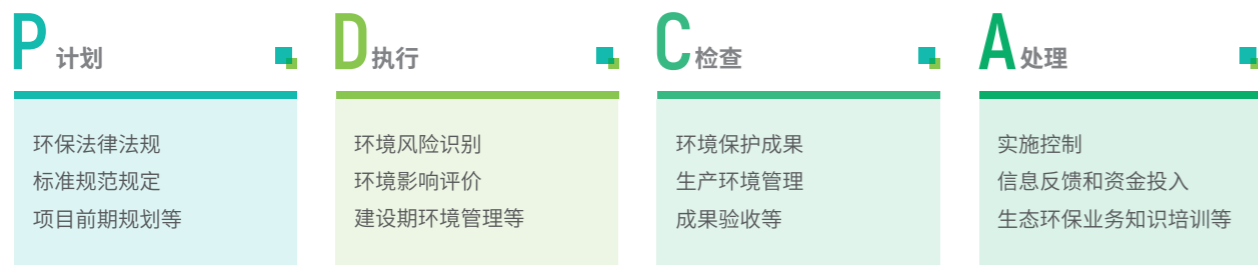 P 计划
环保法律法规
标准规范规定
项目前期规划等
D 执行
环境风险识别
环境影响评价
建设期环境管理等
C 检查
环境保护成果
生产环境管理
成果验收等
A 处理
实施控制
信息反馈和资金投入
生态环保业务知识培训等